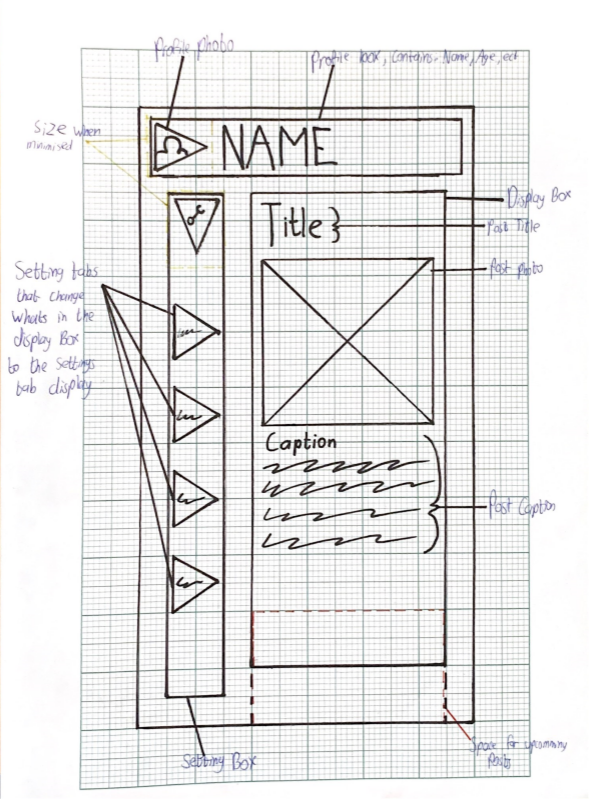 Profile photo
Profile box, Contains- Name, Age, ect
Size when
minimised
NAME
Display Box
Title }
Post Title
Post photo
Setting tabs
that change
whats in the
display Box
to the settings
tab display
Caption
Post Caption
Space for upcomming
Posts
Setting Box